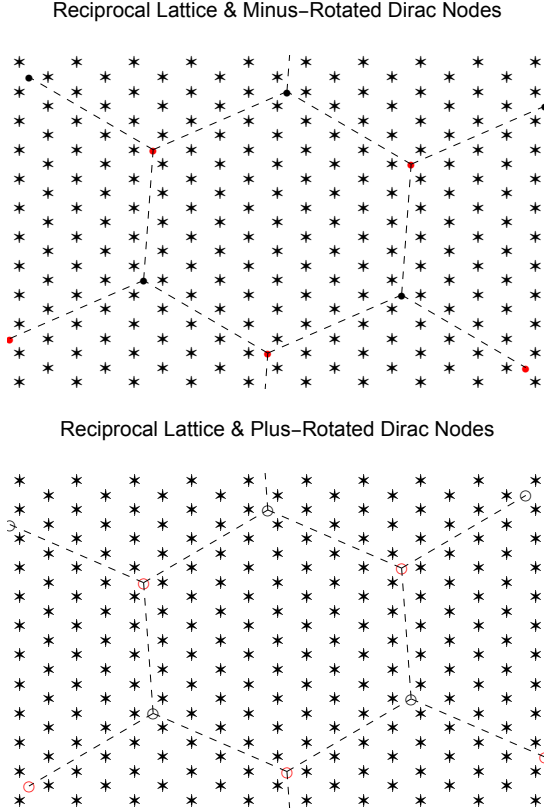 Reciprocal Lattice & Minus−Rotated Dirac Nodes
Reciprocal Lattice & Plus−Rotated Dirac Nodes